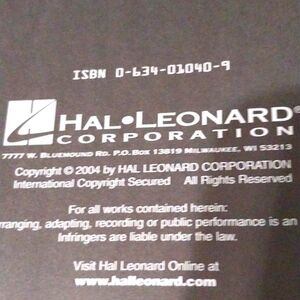 ISBN 0-634-01040-9
HAL•LEONARD®
CORPORATION
7777 W. BLUEMOUND RD. P.O. BOX 13819 MILWAUKEE, WI 53213
Copyright © 2004 by HAL LEONARD CORPORATION
International Copyright Secured All Rights Reserved
For all works contained herein:
arranging, adapting, recording or public performance is an
Infringers are liable under the law.
Visit Hal Leonard Online at
www.halleonard.com